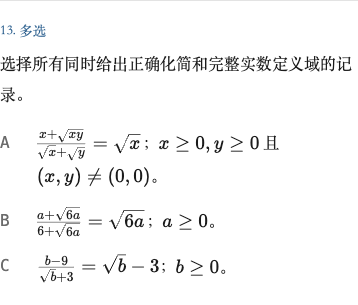 13. 多选
选择所有同时给出正确化简和完整实数定义域的记
录。
A $\frac{x+\sqrt{xy}}{\sqrt{x}+\sqrt{y}} = \sqrt{x}$；$x \geq 0, y \geq 0$ 且
$(x, y) \neq (0, 0)$。
B $\frac{a+\sqrt{6a}}{6+\sqrt{6a}} = \sqrt{6a}$；$a \geq 0$。
C $\frac{b-9}{\sqrt{b}+3} = \sqrt{b} - 3$；$b \geq 0$。